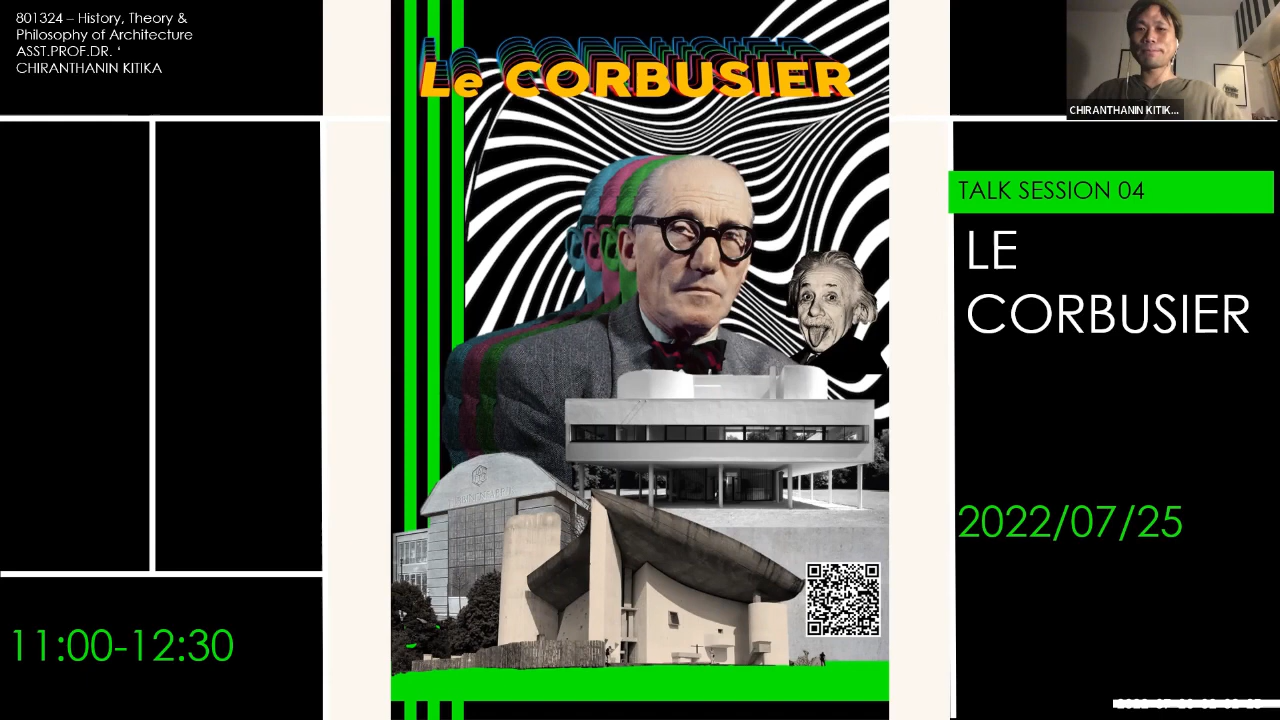 801324 – History, Theory &
Philosophy of Architecture
ASST.PROF.DR. '
CHIRANTHANIN KITIKA
Le CORBUSIER
CHIRANTHANIN KITIK...
TALK SESSION 04
LE
CORBUSIER
2022/07/25
11:00-12:30